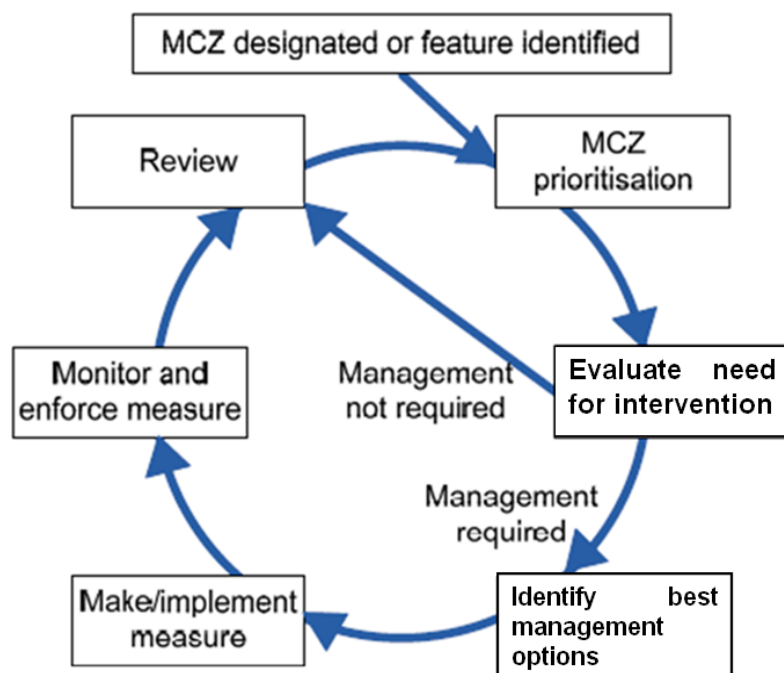 MCZ designated or feature identified
Review
MCZ
prioritisation
Monitor and
enforce measure
Management
not required
Evaluate need
for intervention
Management
required
Make/implement
measure
Identify best
management
options